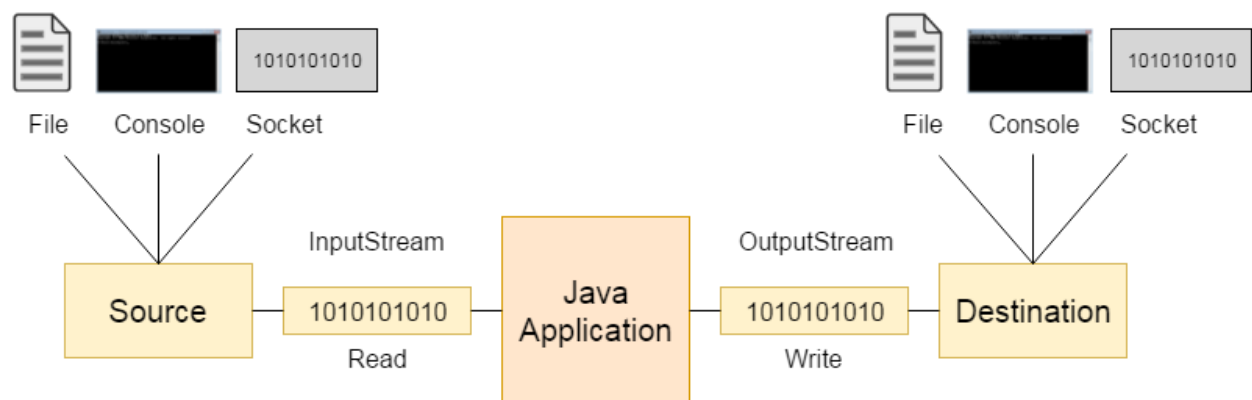 1010101010
1010101010
File Console Socket
File Console Socket
InputStream
OutputStream
Source
1010101010
Java
Application
1010101010
Destination
Read
Write